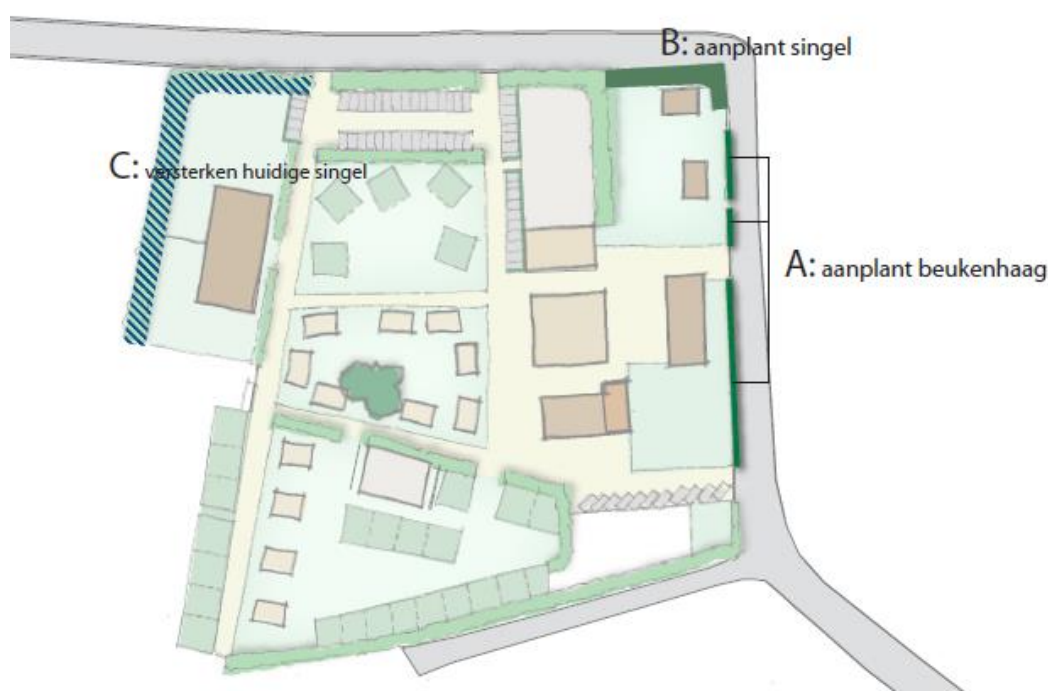 B: aanplant singel
C: versterken huidige singel
A: aanplant beukenhaag